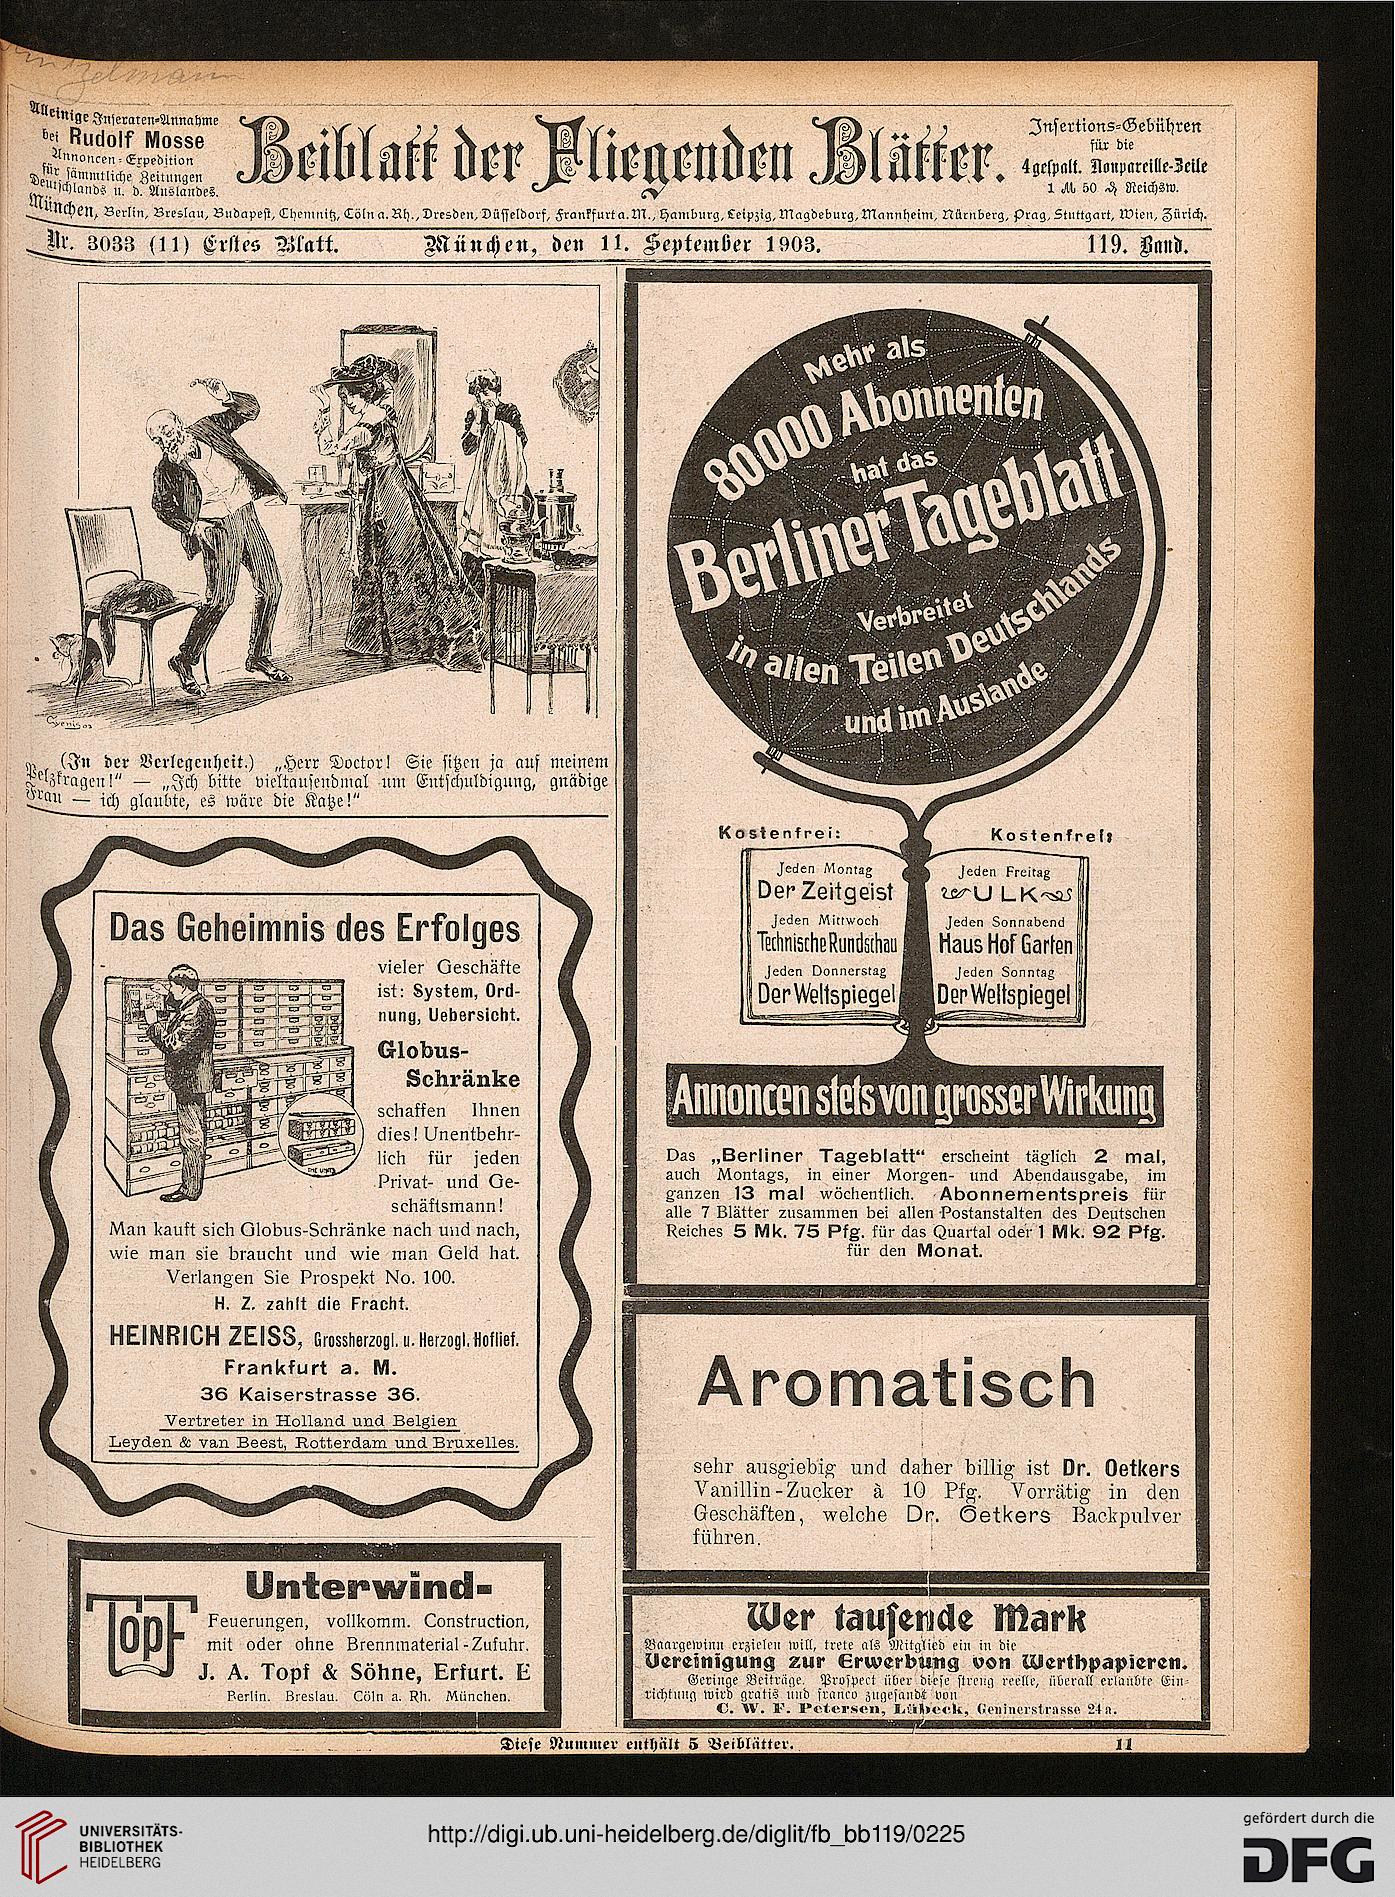 Alleinige Inseraten-Annahme
bei Rudolf Mosse
Annoncen-Expedition
für sämmtliche Zeitungen
Deutschlands u. d. Auslandes.
Beiblatt der Fliegenden Blätter.
Insertions-Gebühren
für die
4 gespalt. Nonpareille-Zeile
1 ℳ 50 ₰ Reichsw.
München, Berlin, Breslau, Budapest, Chemnitz, Cöln a. Rh., Dresden, Düsseldorf, Frankfurt a. M., Hamburg, Leipzig, Magdeburg, Mannheim, Nürnberg, Prag, Stuttgart, Wien, Zürich.
Nr. 3033 (11) Erstes Blatt. München, den 11. September 1903. 119. Band.
(In der Verlegenheit.) „Herr Doctor! Sie sitzen ja auf meinem
Pelzkragen!“ — „Ich bitte vieltausendmal um Entschuldigung, gnädige
Frau — ich glaubte, es wäre die Katze!“
Das Geheimnis des Erfolges
vieler Geschäfte
ist: System, Ord-
nung, Uebersicht.
Globus-
Schränke
schaffen Ihnen
dies! Unentbehr-
lich für jeden
Privat- und Ge-
schäftsmann!
Man kauft sich Globus-Schränke nach und nach,
wie man sie braucht und wie man Geld hat.
Verlangen Sie Prospekt No. 100.
H. Z. zahlt die Fracht.
HEINRICH ZEISS, Grossherzogl. u. Herzogl. Hoflief.
Frankfurt a. M.
36 Kaiserstrasse 36.
Vertreter in Holland und Belgien
Leyden & van Beest, Rotterdam und Bruxelles.
Topf
Unterwind-
Feuerungen, vollkomm. Construction,
mit oder ohne Brennmaterial-Zufuhr.
J. A. Topf & Söhne, Erfurt. E
Berlin. Breslau. Cöln a. Rh. München.
Mehr als
80000 Abonnenten
hat das
Berliner Tageblatt
Verbreitet
in allen Teilen Deutschlands
und im Auslande
Kostenfrei:
Jeden Montag
Der Zeitgeist
Jeden Mittwoch
Technische Rundschau
Jeden Donnerstag
Der Weltspiegel
Kostenfrei:
Jeden Freitag
ULK
Jeden Sonnabend
Haus Hof Garten
Jeden Sonntag
Der Weltspiegel
Annoncen stets von grosser Wirkung
Das „Berliner Tageblatt“ erscheint täglich 2 mal,
auch Montags, in einer Morgen- und Abendausgabe, im
ganzen 13 mal wöchentlich. Abonnementspreis für
alle 7 Blätter zusammen bei allen Postanstalten des Deutschen
Reiches 5 Mk. 75 Pfg. für das Quartal oder 1 Mk. 92 Pfg.
für den Monat.
Aromatisch
sehr ausgiebig und daher billig ist Dr. Oetkers
Vanillin-Zucker à 10 Pfg. Vorrätig in den
Geschäften, welche Dr. Oetkers Backpulver
führen.
Wer tausende Mark
Baargewinn erzielen will, trete als Mitglied ein in die
Vereinigung zur Erwerbung von Werthpapieren.
Geringe Beiträge. Prospect über diese streng reelle, überall erlaubte Ein-
richtung wird gratis und franco zugesandt von
C. W. F. Petersen, Lübeck, Geninerstrasse 24a.
Diese Nummer enthält 5 Beiblätter. 11
UNIVERSITÄTS-
BIBLIOTHEK
HEIDELBERG
http://digi.ub.uni-heidelberg.de/diglit/fb_bb119/0225
gefördert durch die
DFG